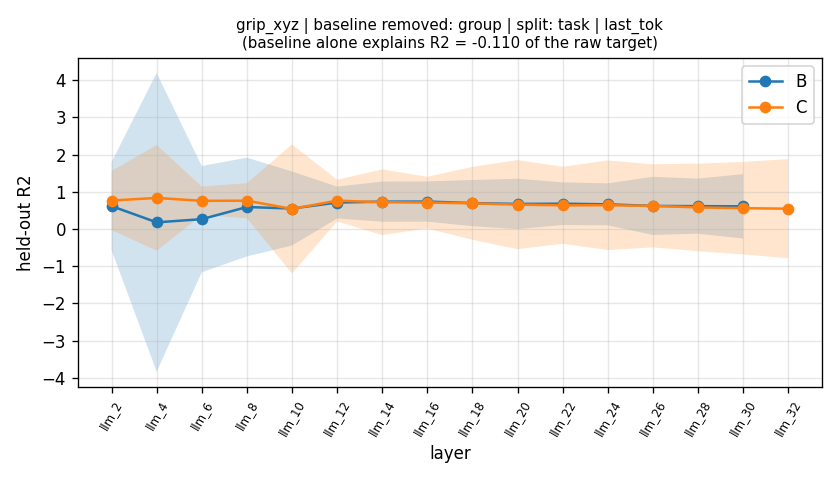 grip_xyz | baseline removed: group | split: task | last_tok
(baseline alone explains R2 = -0.110 of the raw target)
B
C
held-out R2
4
3
2
1
0
−1
−2
−3
−4
llm_2
llm_4
llm_6
llm_8
llm_10
llm_12
llm_14
llm_16
llm_18
llm_20
llm_22
llm_24
llm_26
llm_28
llm_30
llm_32
layer